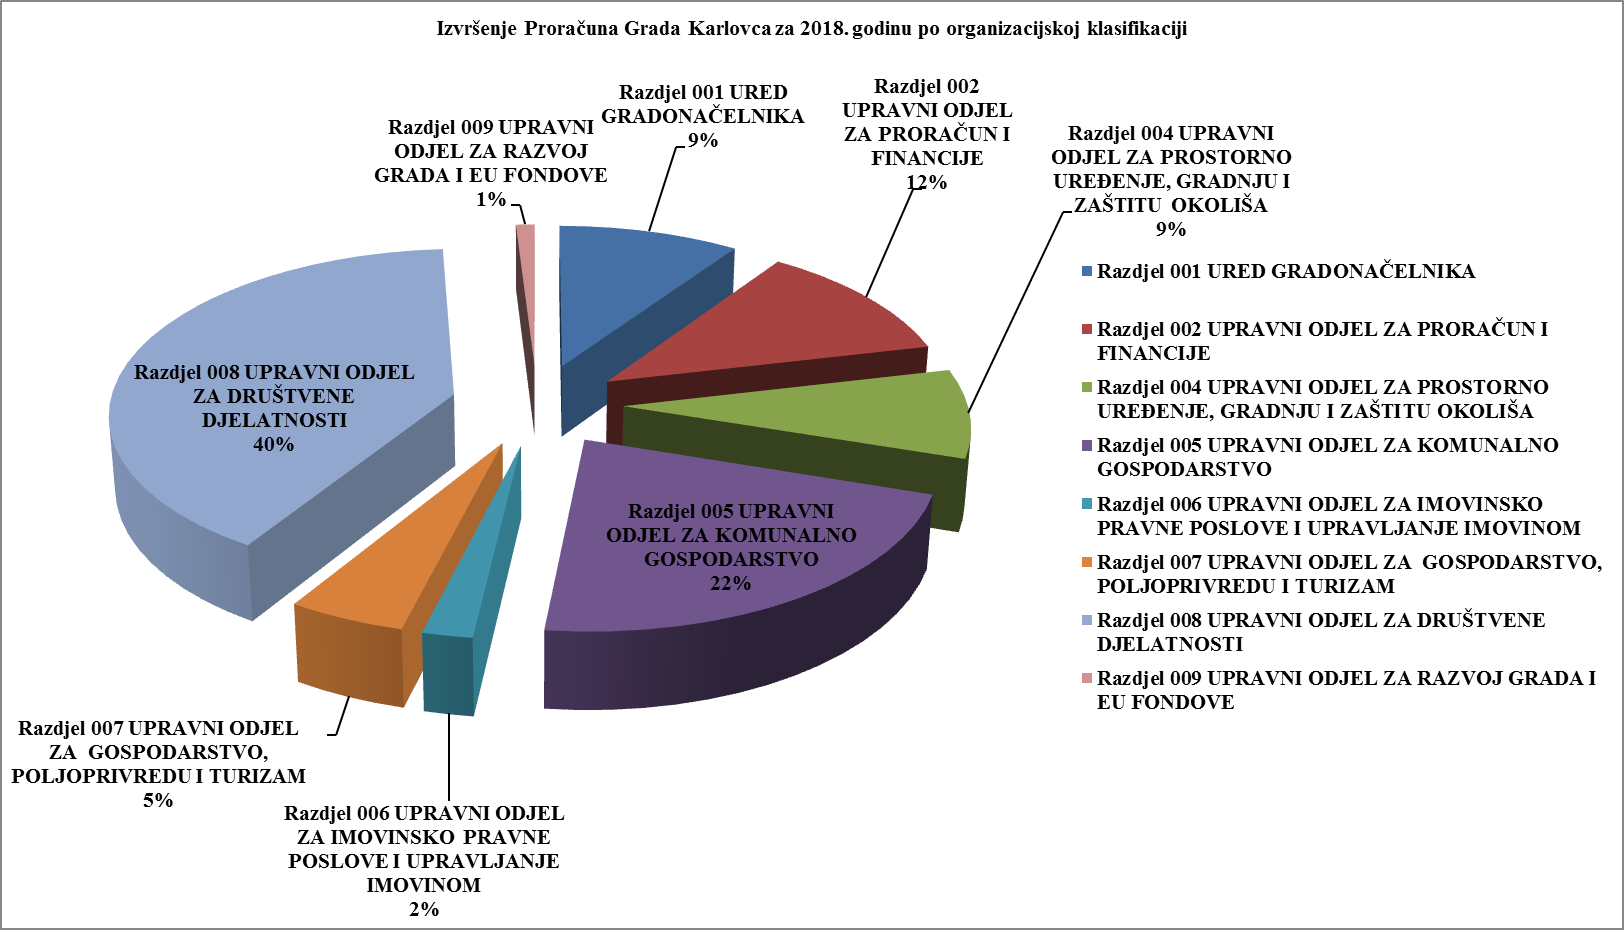 Izvršenje Proračuna Grada Karlovca za 2018. godinu po organizacijskoj klasifikaciji
Razdjel 001 URED
GRADONAČELNIKA
9%
Razdjel 002
UPRAVNI ODJEL
ZA PRORAČUN I
FINANCIJE
12%
Razdjel 004 UPRAVNI
ODJEL ZA PROSTORNO
UREĐENJE, GRADNJU I
ZAŠTITU OKOLIŠA
9%
Razdjel 009 UPRAVNI
ODJEL ZA RAZVOJ
GRADA I EU FONDOVE
1%
Razdjel 008 UPRAVNI ODJEL
ZA DRUŠTVENE
DJELATNOSTI
40%
Razdjel 005 UPRAVNI
ODJEL ZA KOMUNALNO
GOSPODARSTVO
22%
Razdjel 007 UPRAVNI ODJEL
ZA GOSPODARSTVO,
POLJOPRIVREDU I TURIZAM
5%
Razdjel 006 UPRAVNI ODJEL
ZA IMOVINSKO PRAVNE
POSLOVE I UPRAVLJANJE
IMOVINOM
2%
Razdjel 001 URED GRADONAČELNIKA
Razdjel 002 UPRAVNI ODJEL ZA PRORAČUN I
FINANCIJE
Razdjel 004 UPRAVNI ODJEL ZA PROSTORNO
UREĐENJE, GRADNJU I ZAŠTITU OKOLIŠA
Razdjel 005 UPRAVNI ODJEL ZA KOMUNALNO
GOSPODARSTVO
Razdjel 006 UPRAVNI ODJEL ZA IMOVINSKO
PRAVNE POSLOVE I UPRAVLJANJE IMOVINOM
Razdjel 007 UPRAVNI ODJEL ZA GOSPODARSTVO,
POLJOPRIVREDU I TURIZAM
Razdjel 008 UPRAVNI ODJEL ZA DRUŠTVENE
DJELATNOSTI
Razdjel 009 UPRAVNI ODJEL ZA RAZVOJ GRADA I
EU FONDOVE